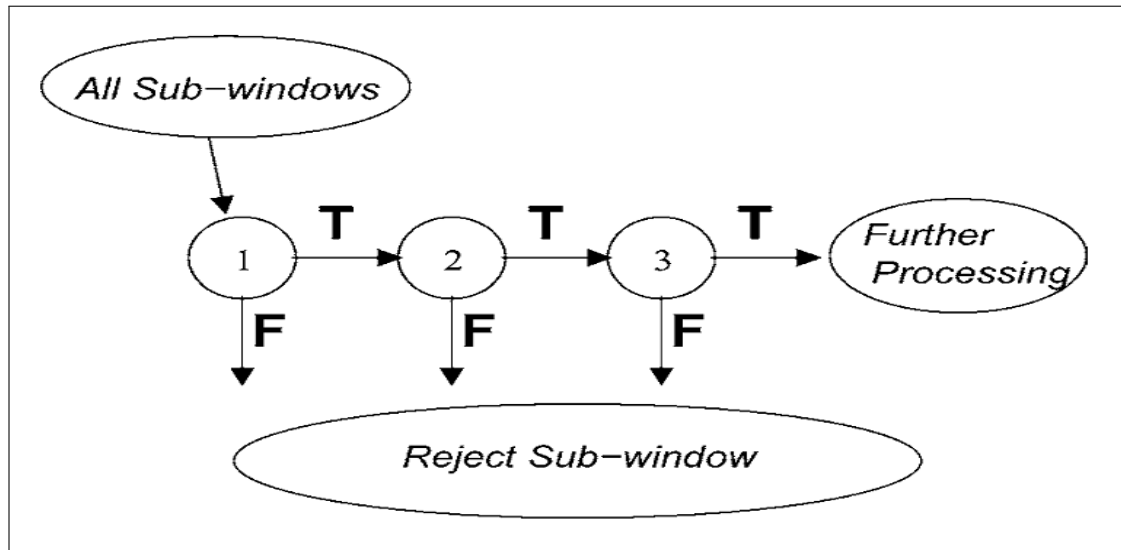 All Sub-windows
T
T
T
1
2
3
Further
Processing
F
F
F
Reject Sub-window